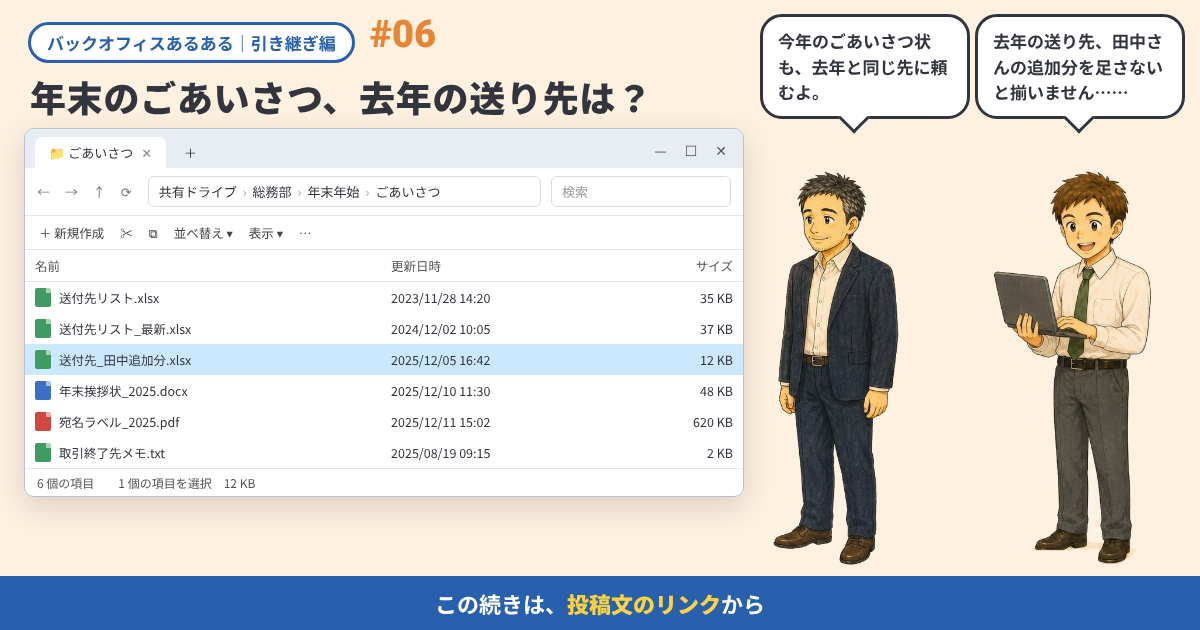 バックオフィスあるある｜引き継ぎ編
#06
年末のごあいさつ、去年の送り先は？
今年のごあいさつ状
も、去年と同じ先に頼
むよ。
去年の送り先、田中さ
んの追加分を足さない
と揃いません……
ごあいさつ × ＋
共有ドライブ › 総務部 › 年末年始 › ごあいさつ
検索
＋ 新規作成 並べ替え ▾ 表示 ▾ …
名前 更新日時 サイズ
送付先リスト.xlsx 2023/11/28 14:20 35 KB
送付先リスト_最新.xlsx 2024/12/02 10:05 37 KB
送付先_田中追加分.xlsx 2025/12/05 16:42 12 KB
年末挨拶状_2025.docx 2025/12/10 11:30 48 KB
宛名ラベル_2025.pdf 2025/12/11 15:02 620 KB
取引終了先メモ.txt 2025/08/19 09:15 2 KB
6 個の項目 1 個の項目を選択 12 KB
この続きは、投稿文のリンクから